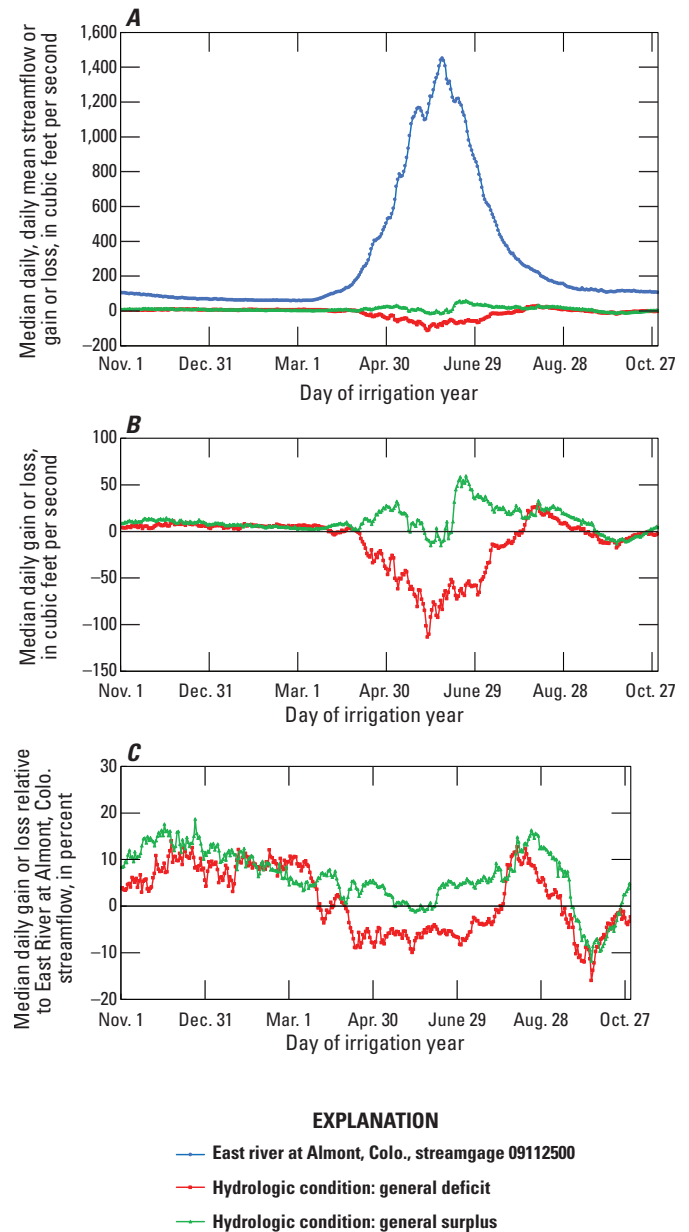 A
Median daily, daily mean streamflow or
gain or loss, in cubic feet per second
1,600
1,400
1,200
1,000
800
600
400
200
0
−200
Nov. 1 Dec. 31 Mar. 1 Apr. 30 June 29 Aug. 28 Oct. 27
Day of irrigation year
B
Median daily gain or loss,
in cubic feet per second
100
50
0
−50
−100
−150
Nov. 1 Dec. 31 Mar. 1 Apr. 30 June 29 Aug. 28 Oct. 27
Day of irrigation year
C
Median daily gain or loss relative
to East River at Almont, Colo.
streamflow, in percent
30
20
10
0
−10
−20
Nov. 1 Dec. 31 Mar. 1 Apr. 30 June 29 Aug. 28 Oct. 27
Day of irrigation year
EXPLANATION
East river at Almont, Colo., streamgage 09112500
Hydrologic condition: general deficit
Hydrologic condition: general surplus